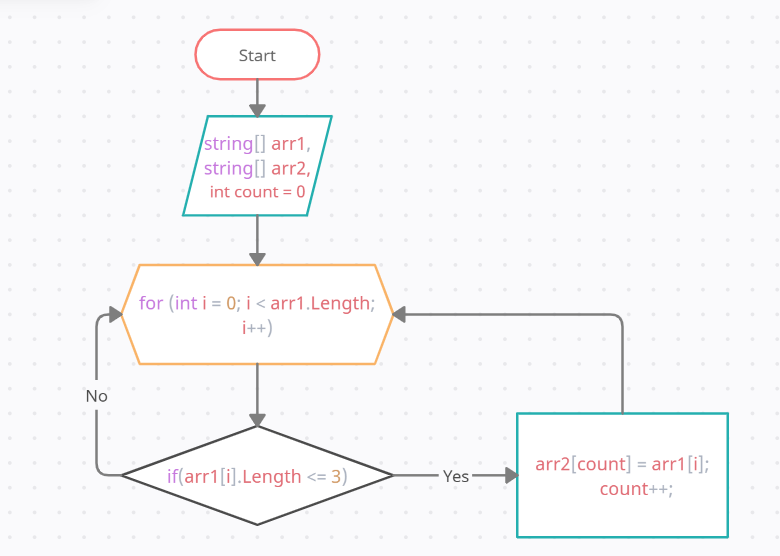 Start
string[] arr1,
string[] arr2,
int count = 0
for (int i = 0; i < arr1.Length;
i++)
No
if(arr1[i].Length <= 3)
Yes
arr2[count] = arr1[i];
count++;